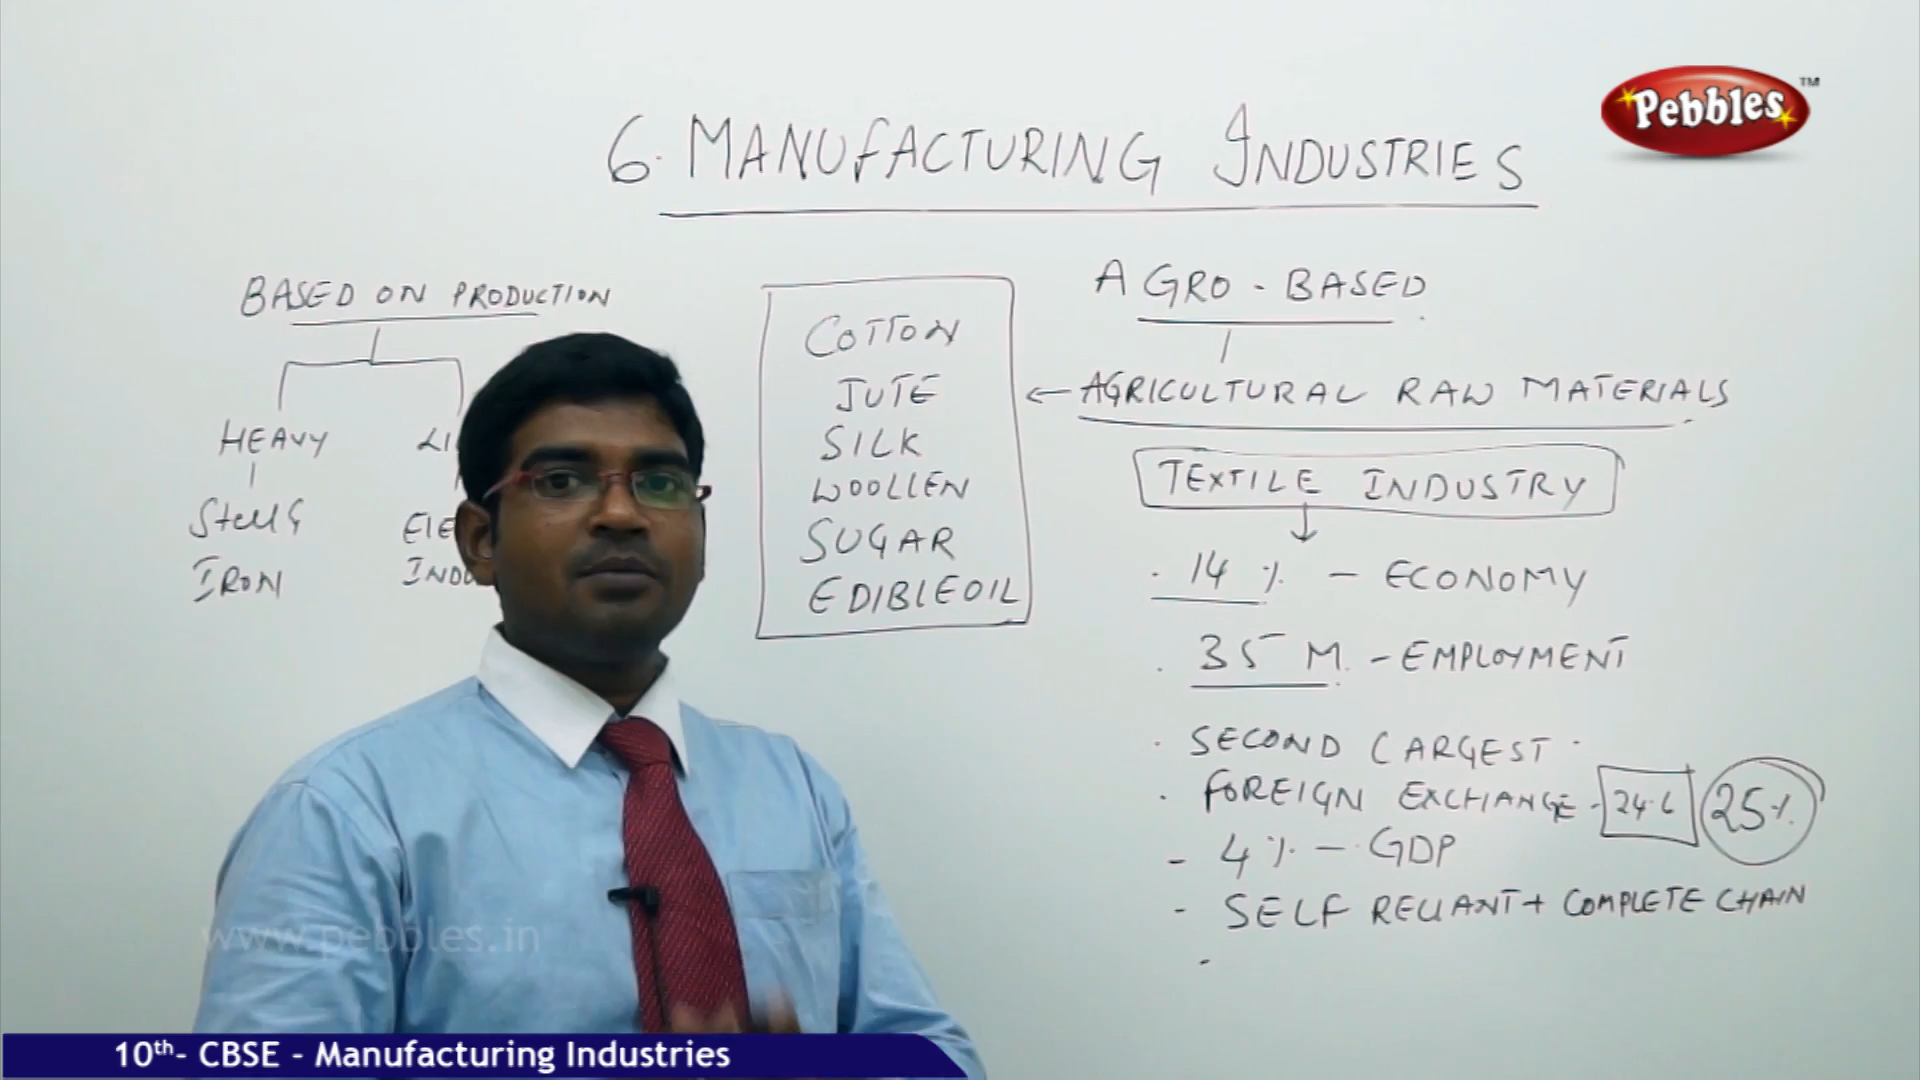 Pebbles™
6. MANUFACTURING INDUSTRIES
BASED ON PRODUCTION
HEAVY
IRON
COTTON
JUTE
SILK
WOOLLEN
SUGAR
EDIBLEOIL
AGRO - BASED
← AGRICULTURAL RAW MATERIALS
TEXTILE INDUSTRY
. 14 % - ECONOMY
. 35 M. - EMPLOYMENT
. SECOND LARGEST .
. FOREIGN EXCHANGE - 24.6 25%.
- 4% - GDP
- SELF RELIANT + COMPLETE CHAIN
www.pebbles.in
10th- CBSE - Manufacturing Industries